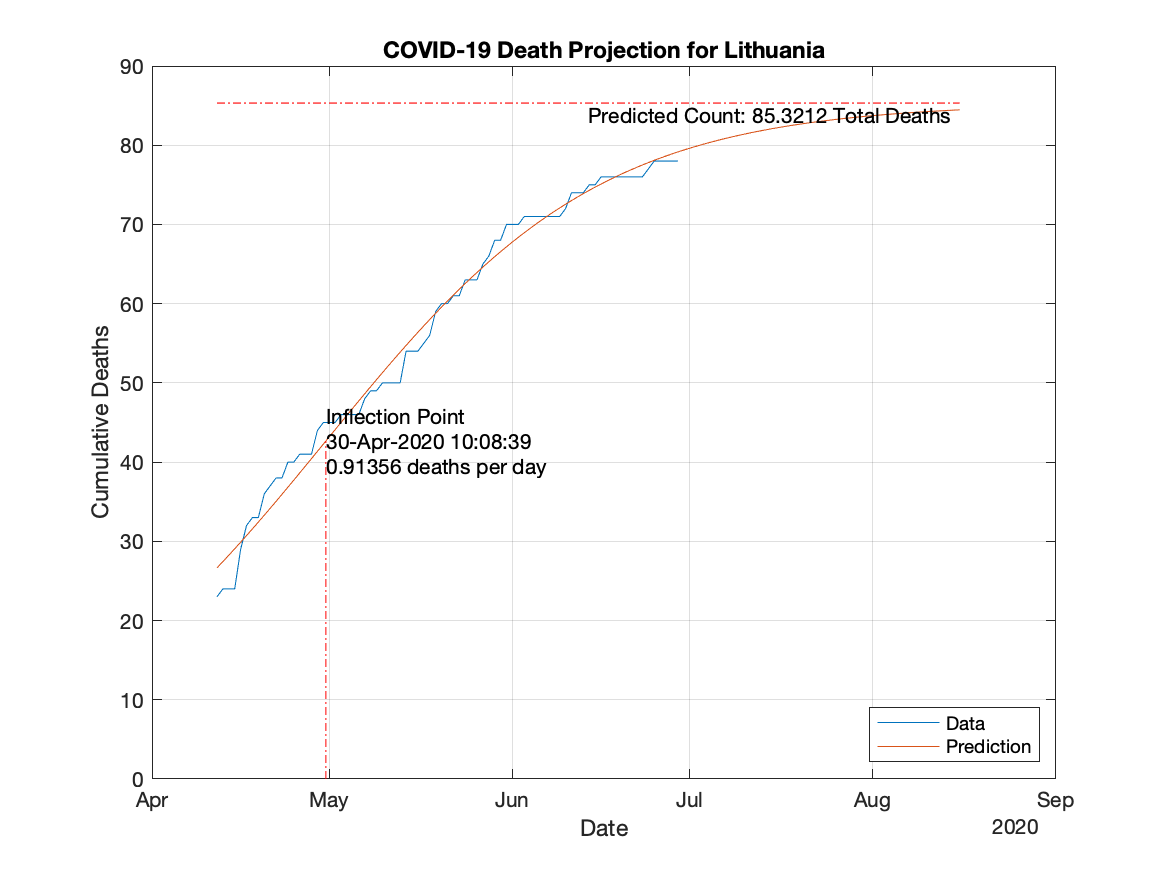 COVID-19 Death Projection for Lithuania
90
80
70
60
50
40
30
20
10
0
Cumulative Deaths
Predicted Count: 85.3212 Total Deaths
Inflection Point
30-Apr-2020 10:08:39
0.91356 deaths per day
Data
Prediction
Apr May Jun Jul Aug Sep
Date
2020